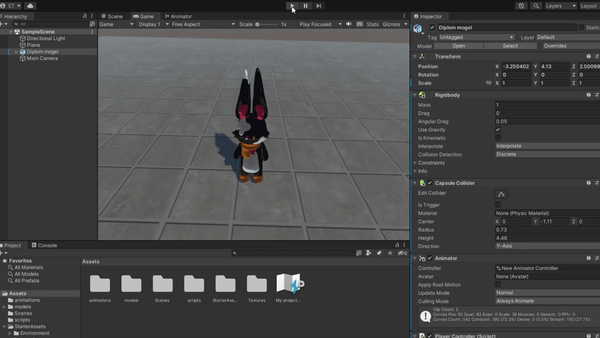 ET
Layers
Layout
Hierarchy
All
SampleScene
Directional Light
Plane
Diplom mogel
Main Camera
Scene
Game
Animator
Game
Display 1
Free Aspect
Scale
1x
Play Focused
Stats
Gizmos
Inspector
Diplom mogel
Static
Tag Untagged
Layer Default
Model
Open
Select
Overrides
Transform
Position
X -3.250402 Y 4.13 Z 2.50099
Rotation
X 0 Y 0 Z 0
Scale
X 1 Y 1 Z 1
Rigidbody
Mass
1
Drag
0
Angular Drag
0.05
Use Gravity
Is Kinematic
Interpolate
Interpolate
Collision Detection
Discrete
Constraints
Info
Capsule Collider
Edit Collider
Is Trigger
Material
None (Physic Material)
Center
X 0 Y -1.11 Z 0
Radius
0.73
Height
4.46
Direction
Y-Axis
Animator
Controller
New Animator Controller
Avatar
None (Avatar)
Apply Root Motion
Update Mode
Normal
Culling Mode
Always Animate
Clip Count: 2
Player Controller (Script)
Project
Console
Favorites
All Materials
All Models
All Prefabs
Assets
animations
models
Scenes
scripts
StarterAssets
Environment
Assets
animations
models
Scenes
scripts
StarterAss...
Textures
My project...